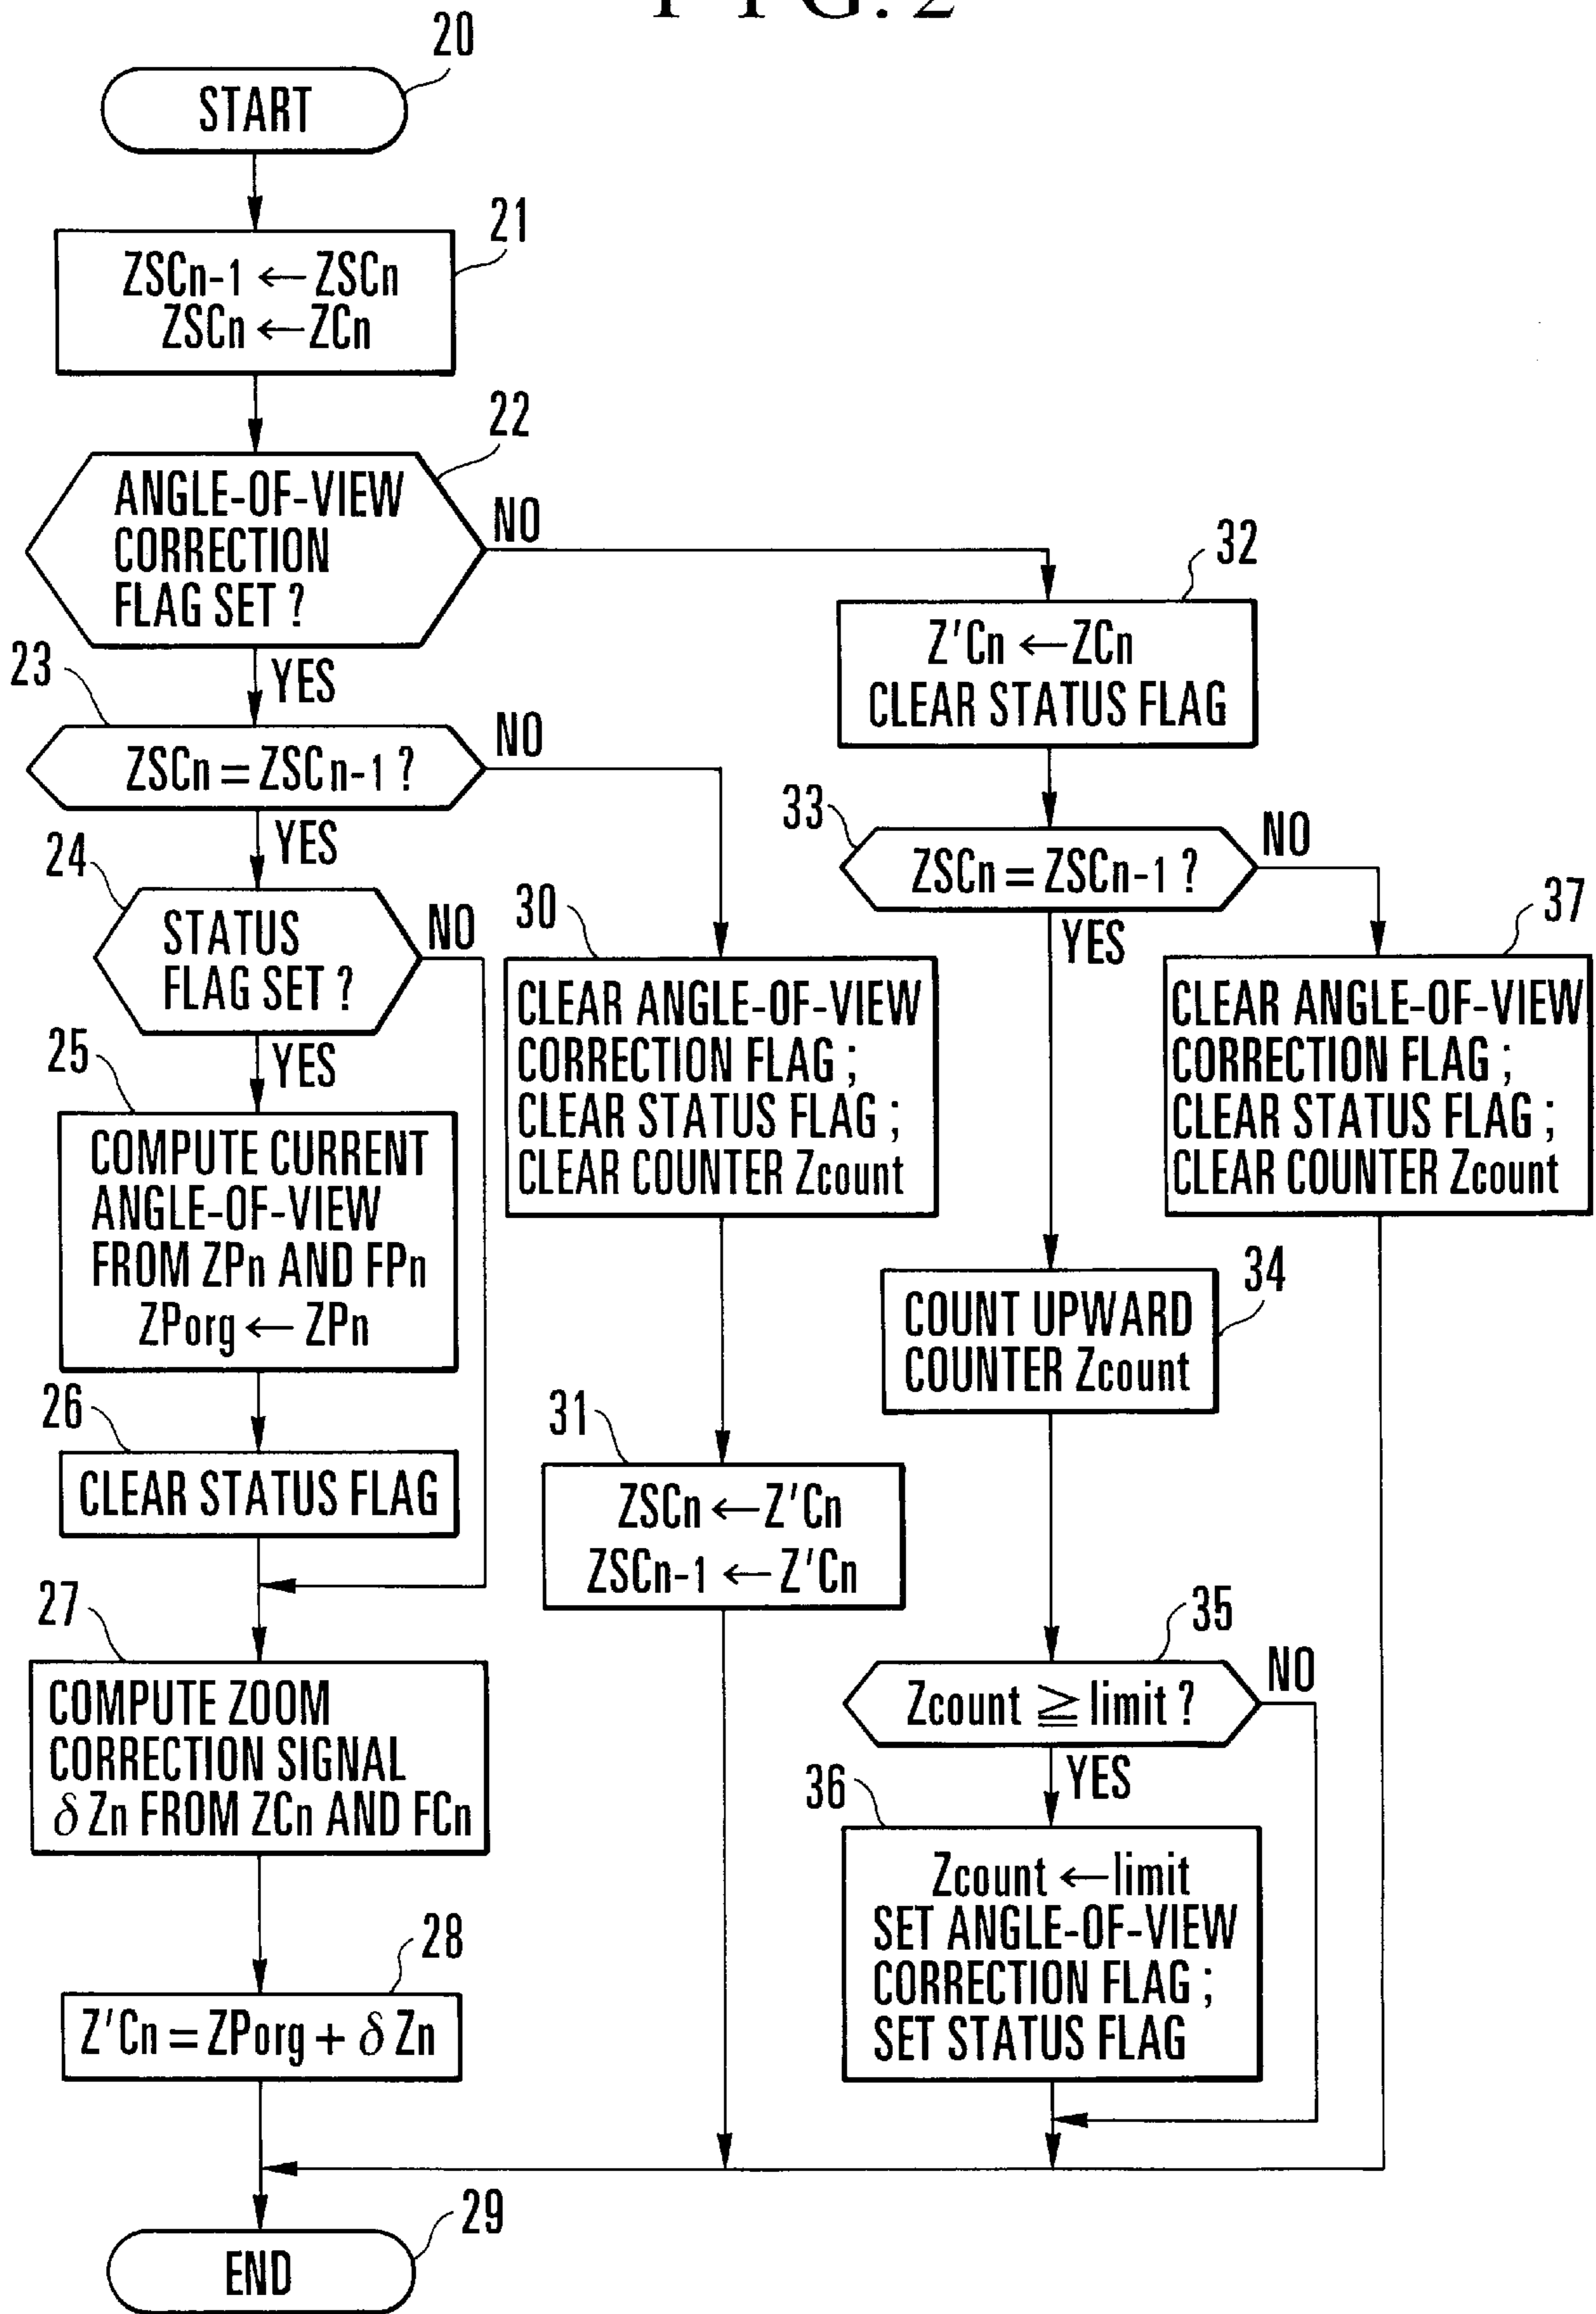 FIG. 2
20
START
21
ZSCn-1 ← ZSCn
ZSCn ← ZCn
22
ANGLE-OF-VIEW
CORRECTION
FLAG SET ?
NO
YES
23
ZSCn = ZSCn-1 ?
NO
YES
24
STATUS
FLAG SET ?
NO
YES
25
COMPUTE CURRENT
ANGLE-OF-VIEW
FROM ZPn AND FPn
ZPorg ← ZPn
26
CLEAR STATUS FLAG
27
COMPUTE ZOOM
CORRECTION SIGNAL
δ Zn FROM ZCn AND FCn
28
Z'Cn = ZPorg + δ Zn
29
END
30
CLEAR ANGLE-OF-VIEW
CORRECTION FLAG ;
CLEAR STATUS FLAG ;
CLEAR COUNTER Zcount
31
ZSCn ← Z'Cn
ZSCn-1 ← Z'Cn
32
Z'Cn ← ZCn
CLEAR STATUS FLAG
33
ZSCn = ZSCn-1 ?
NO
YES
34
COUNT UPWARD
COUNTER Zcount
35
Zcount ≧ limit ?
NO
YES
36
Zcount ← limit
SET ANGLE-OF-VIEW
CORRECTION FLAG ;
SET STATUS FLAG
37
CLEAR ANGLE-OF-VIEW
CORRECTION FLAG ;
CLEAR STATUS FLAG ;
CLEAR COUNTER Zcount